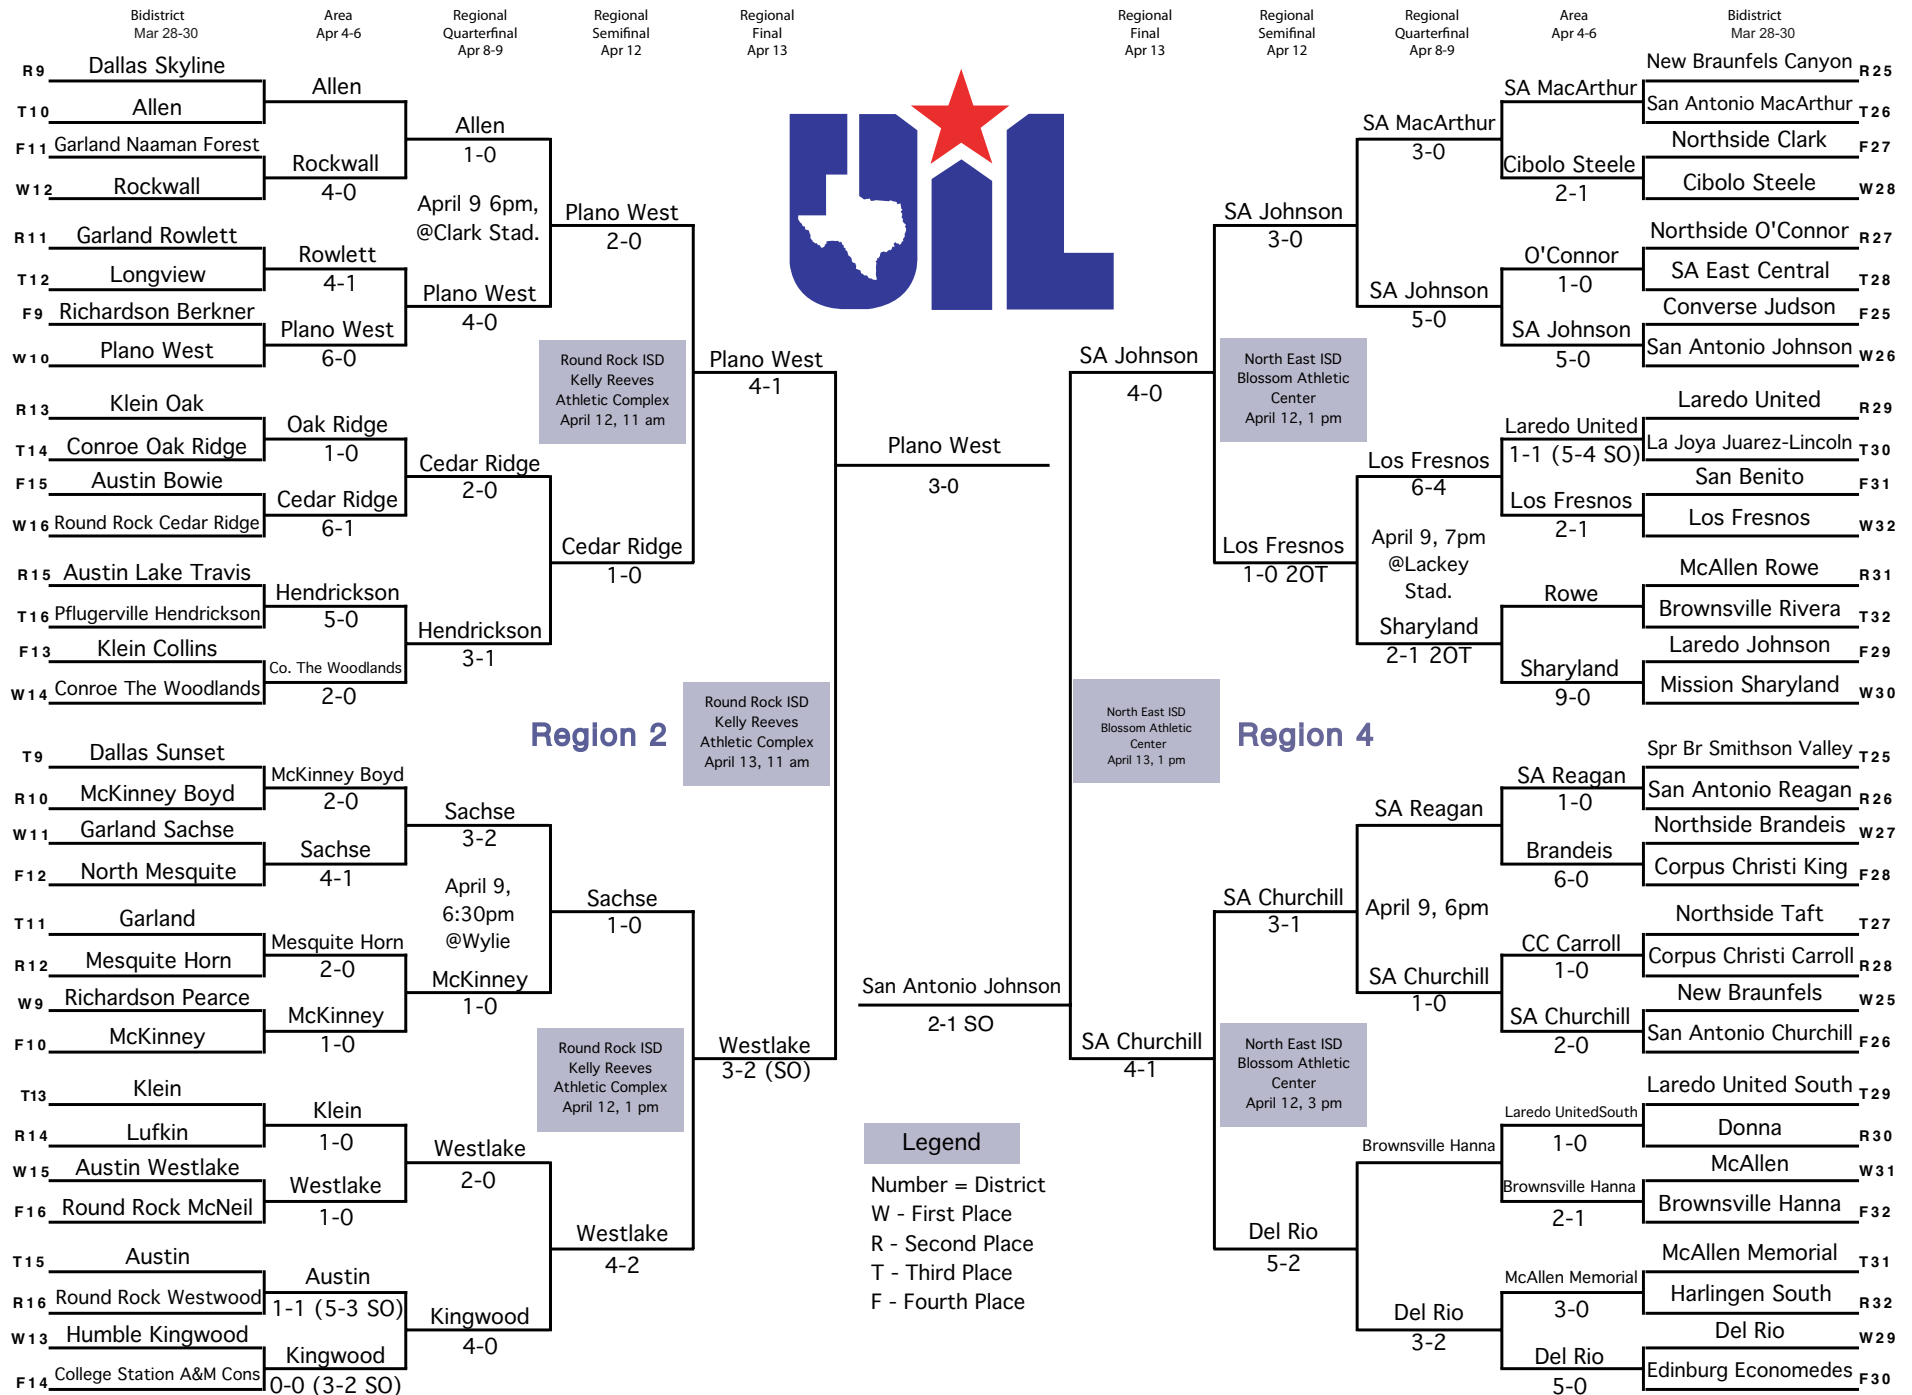 Bidistrict
Mar 28-30
Area
Apr 4-6
Regional
Quarterfinal
Apr 8-9
Regional
Semifinal
Apr 12
Regional
Final
Apr 13
Regional
Final
Apr 13
Regional
Semifinal
Apr 12
Regional
Quarterfinal
Apr 8-9
Area
Apr 4-6
Bidistrict
Mar 28-30
UIL
R9 Dallas Skyline
T10 Allen
F11 Garland Naaman Forest
W12 Rockwall
R11 Garland Rowlett
T12 Longview
F9 Richardson Berkner
W10 Plano West
R13 Klein Oak
T14 Conroe Oak Ridge
F15 Austin Bowie
W16 Round Rock Cedar Ridge
R15 Austin Lake Travis
T16 Pflugerville Hendrickson
F13 Klein Collins
W14 Conroe The Woodlands
T9 Dallas Sunset
R10 McKinney Boyd
W11 Garland Sachse
F12 North Mesquite
T11 Garland
R12 Mesquite Horn
W9 Richardson Pearce
F10 McKinney
T13 Klein
R14 Lufkin
W15 Austin Westlake
F16 Round Rock McNeil
T15 Austin
R16 Round Rock Westwood
W13 Humble Kingwood
F14 College Station A&M Cons
Allen
Rockwall
4-0
Rowlett
4-1
Plano West
6-0
Oak Ridge
1-0
Cedar Ridge
6-1
Hendrickson
5-0
Co. The Woodlands
2-0
McKinney Boyd
2-0
Sachse
4-1
Mesquite Horn
2-0
McKinney
1-0
Klein
1-0
Westlake
1-0
Austin
1-1 (5-3 SO)
Kingwood
0-0 (3-2 SO)
Allen
1-0
April 9 6pm,
@Clark Stad.
Plano West
4-0
Cedar Ridge
2-0
Hendrickson
3-1
Sachse
3-2
April 9,
6:30pm
@Wylie
McKinney
1-0
Westlake
2-0
Kingwood
4-0
Plano West
2-0
Round Rock ISD
Kelly Reeves
Athletic Complex
April 12, 11 am
Cedar Ridge
1-0
Region 2
Sachse
1-0
Round Rock ISD
Kelly Reeves
Athletic Complex
April 12, 1 pm
Westlake
4-2
Plano West
4-1
Round Rock ISD
Kelly Reeves
Athletic Complex
April 13, 11 am
Westlake
3-2 (SO)
Plano West
3-0
San Antonio Johnson
2-1 SO
Legend
Number = District
W - First Place
R - Second Place
T - Third Place
F - Fourth Place
SA Johnson
4-0
North East ISD
Blossom Athletic
Center
April 13, 1 pm
SA Churchill
4-1
SA Johnson
3-0
North East ISD
Blossom Athletic
Center
April 12, 1 pm
Los Fresnos
1-0 2OT
Region 4
SA Churchill
3-1
North East ISD
Blossom Athletic
Center
April 12, 3 pm
Del Rio
5-2
SA MacArthur
3-0
SA Johnson
5-0
Los Fresnos
6-4
April 9, 7pm
@Lackey
Stad.
Sharyland
2-1 2OT
SA Reagan
April 9, 6pm
SA Churchill
1-0
Brownsville Hanna
Del Rio
3-2
SA MacArthur
Cibolo Steele
2-1
O'Connor
1-0
SA Johnson
5-0
Laredo United
1-1 (5-4 SO)
Los Fresnos
2-1
Rowe
Sharyland
9-0
SA Reagan
1-0
Brandeis
6-0
CC Carroll
1-0
SA Churchill
2-0
Laredo UnitedSouth
1-0
Brownsville Hanna
2-1
McAllen Memorial
3-0
Del Rio
5-0
New Braunfels Canyon R25
San Antonio MacArthur T26
Northside Clark F27
Cibolo Steele W28
Northside O'Connor R27
SA East Central T28
Converse Judson F25
San Antonio Johnson W26
Laredo United R29
La Joya Juarez-Lincoln T30
San Benito F31
Los Fresnos W32
McAllen Rowe R31
Brownsville Rivera T32
Laredo Johnson F29
Mission Sharyland W30
Spr Br Smithson Valley T25
San Antonio Reagan R26
Northside Brandeis W27
Corpus Christi King F28
Northside Taft T27
Corpus Christi Carroll R28
New Braunfels W25
San Antonio Churchill F26
Laredo United South T29
Donna R30
McAllen W31
Brownsville Hanna F32
McAllen Memorial T31
Harlingen South R32
Del Rio W29
Edinburg Economedes F30